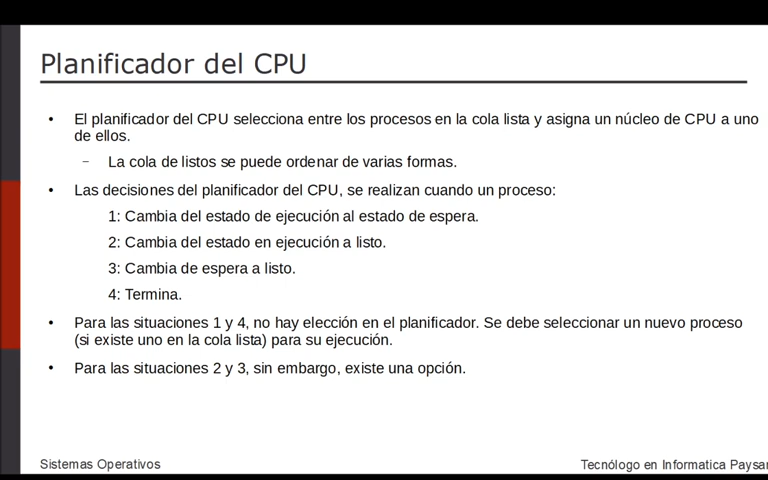 Planificador del CPU
• El planificador del CPU selecciona entre los procesos en la cola lista y asigna un núcleo de CPU a uno
de ellos.
– La cola de listos se puede ordenar de varias formas.
• Las decisiones del planificador del CPU, se realizan cuando un proceso:
1: Cambia del estado de ejecución al estado de espera.
2: Cambia del estado en ejecución a listo.
3: Cambia de espera a listo.
4: Termina.
• Para las situaciones 1 y 4, no hay elección en el planificador. Se debe seleccionar un nuevo proceso
(si existe uno en la cola lista) para su ejecución.
• Para las situaciones 2 y 3, sin embargo, existe una opción.
Sistemas Operativos
Tecnólogo en Informatica